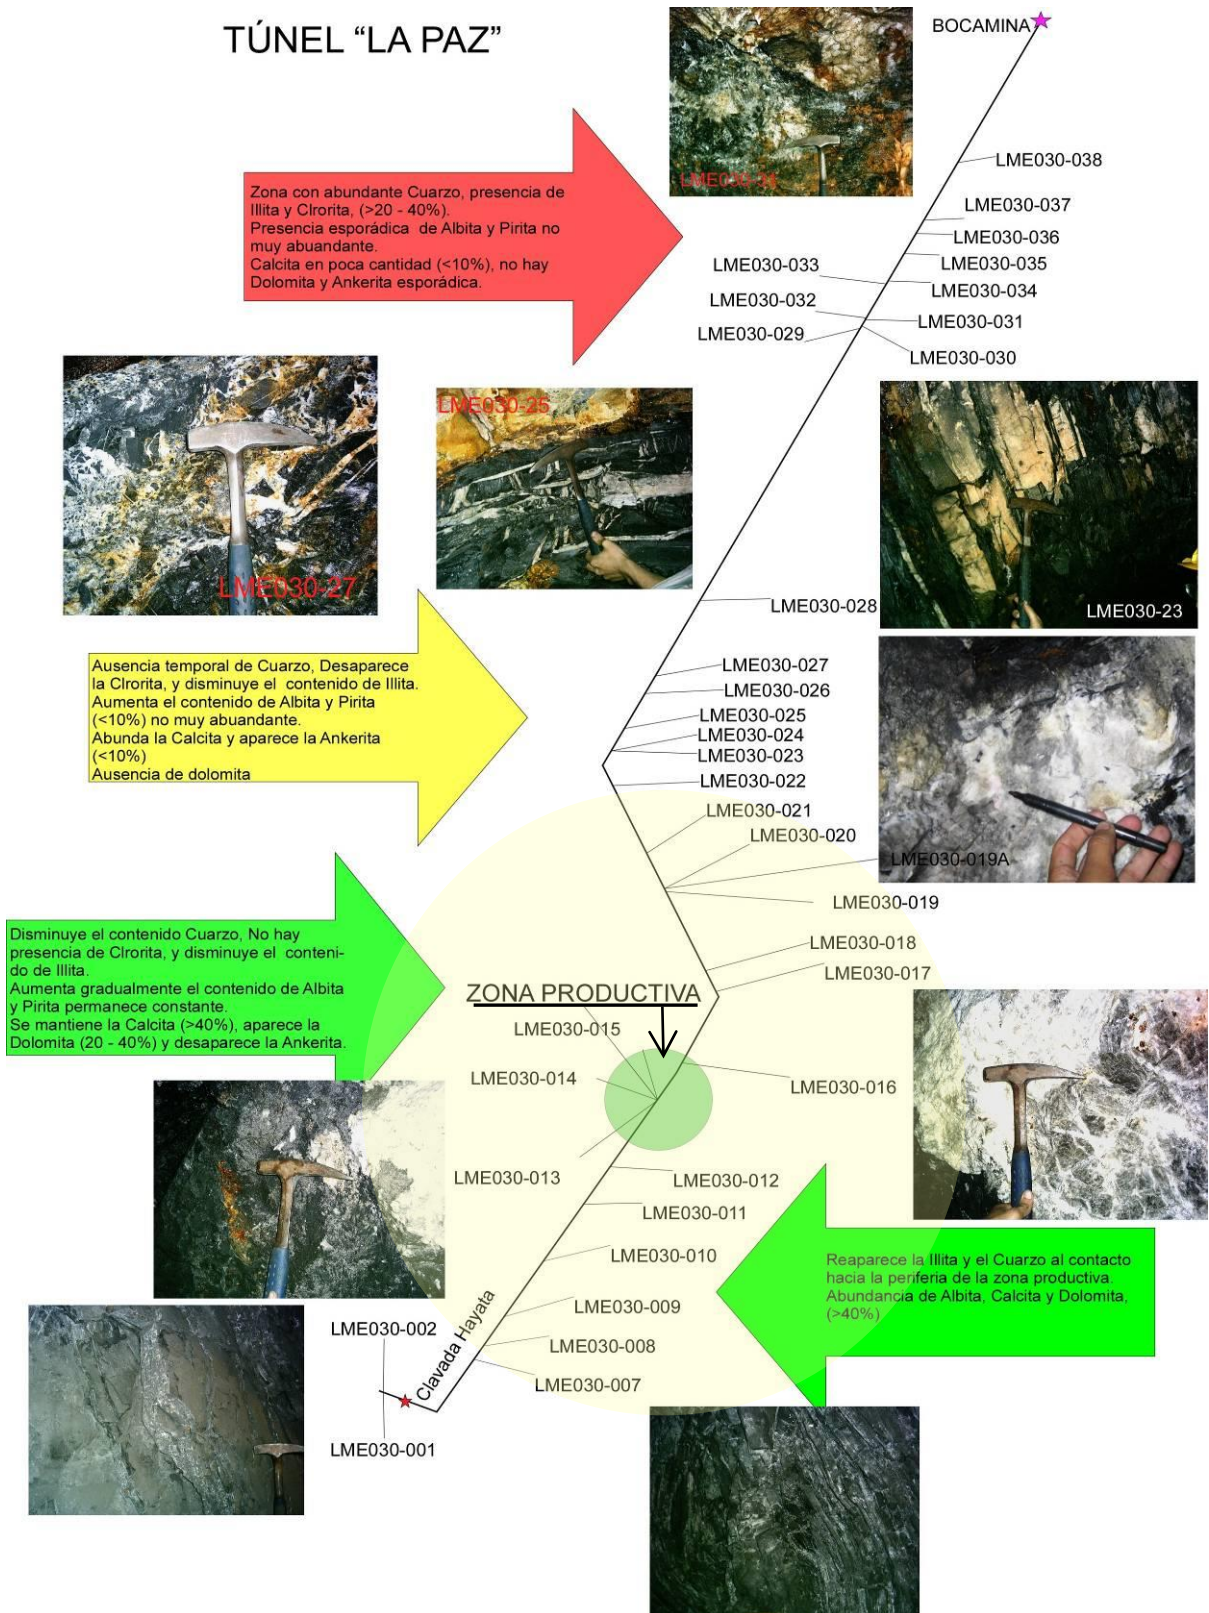 TÚNEL “LA PAZ”
BOCAMINA
LME030-31
Zona con abundante Cuarzo, presencia de
Illita y Clrorita, (>20 - 40%).
Presencia esporádica de Albita y Pirita no
muy abuandante.
Calcita en poca cantidad (<10%), no hay
Dolomita y Ankerita esporádica.
LME030-038
LME030-037
LME030-036
LME030-035
LME030-033
LME030-034
LME030-032
LME030-031
LME030-029
LME030-030
LME030-27
LME030-25
LME030-23
LME030-028
Ausencia temporal de Cuarzo, Desaparece
la Clrorita, y disminuye el contenido de Illita.
Aumenta el contenido de Albita y Pirita
(<10%) no muy abuandante.
Abunda la Calcita y aparece la Ankerita
(<10%)
Ausencia de dolomita
LME030-027
LME030-026
LME030-025
LME030-024
LME030-023
LME030-022
LME030-021
LME030-020
LME030-019A
LME030-019
LME030-018
LME030-017
Disminuye el contenido Cuarzo, No hay
presencia de Clrorita, y disminuye el conteni-
do de Illita.
Aumenta gradualmente el contenido de Albita
y Pirita permanece constante.
Se mantiene la Calcita (>40%), aparece la
Dolomita (20 - 40%) y desaparece la Ankerita.
ZONA PRODUCTIVA
LME030-015
LME030-014
LME030-016
LME030-013
LME030-012
LME030-011
LME030-010
LME030-009
LME030-008
LME030-007
Reaparece la Illita y el Cuarzo al contacto
hacia la periferia de la zona productiva.
Abundancia de Albita, Calcita y Dolomita,
(>40%)
Clavada Hayata
LME030-002
LME030-001